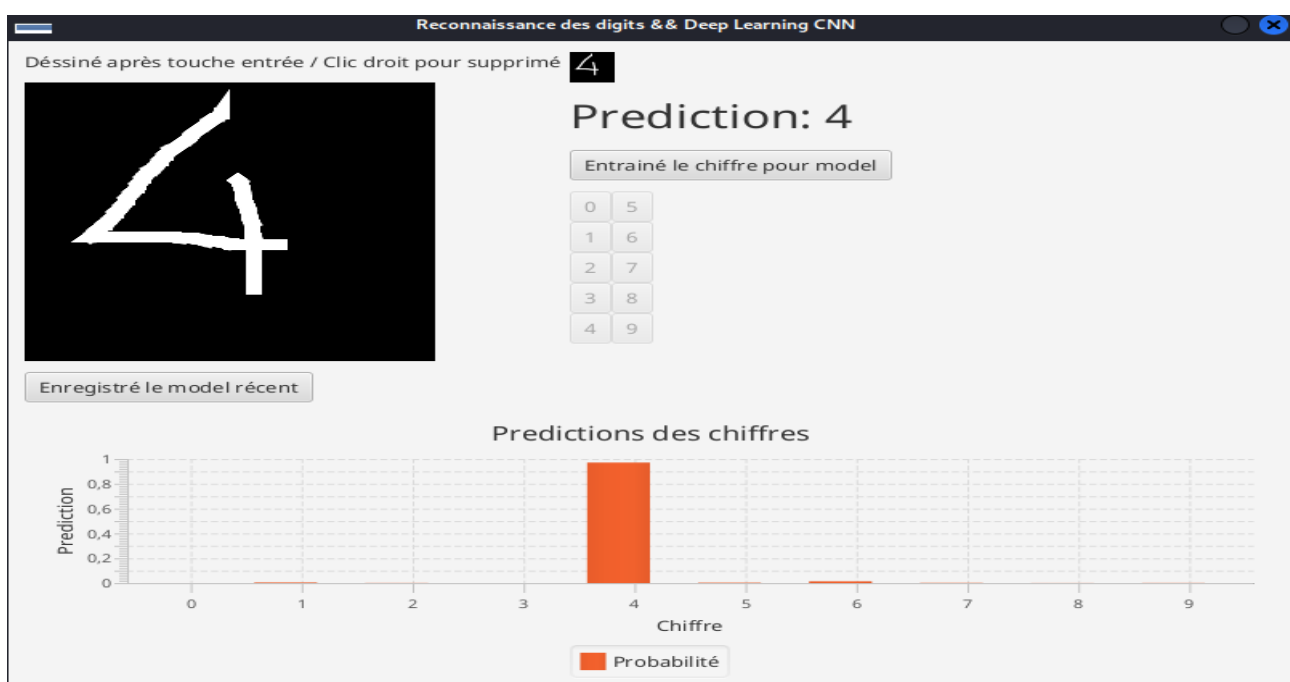 Reconnaissance des digits && Deep Learning CNN
Déssiné après touche entrée / Clic droit pour supprimé
4
4
Prediction: 4
Entrainé le chiffre pour model
0 5
1 6
2 7
3 8
4 9
Enregistré le model récent
Predictions des chiffres
Prediction
1
0,8
0,6
0,4
0,2
0
0 1 2 3 4 5 6 7 8 9
Chiffre
Probabilité